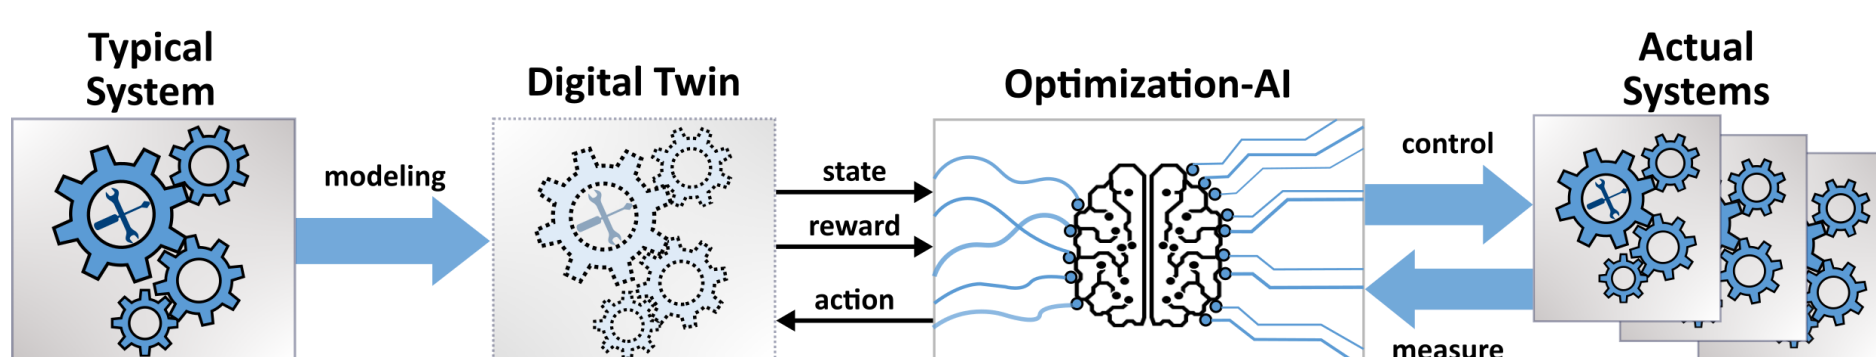 Typical
System
modeling
Digital Twin
state
reward
action
Optimization-AI
control
measure
Actual
Systems